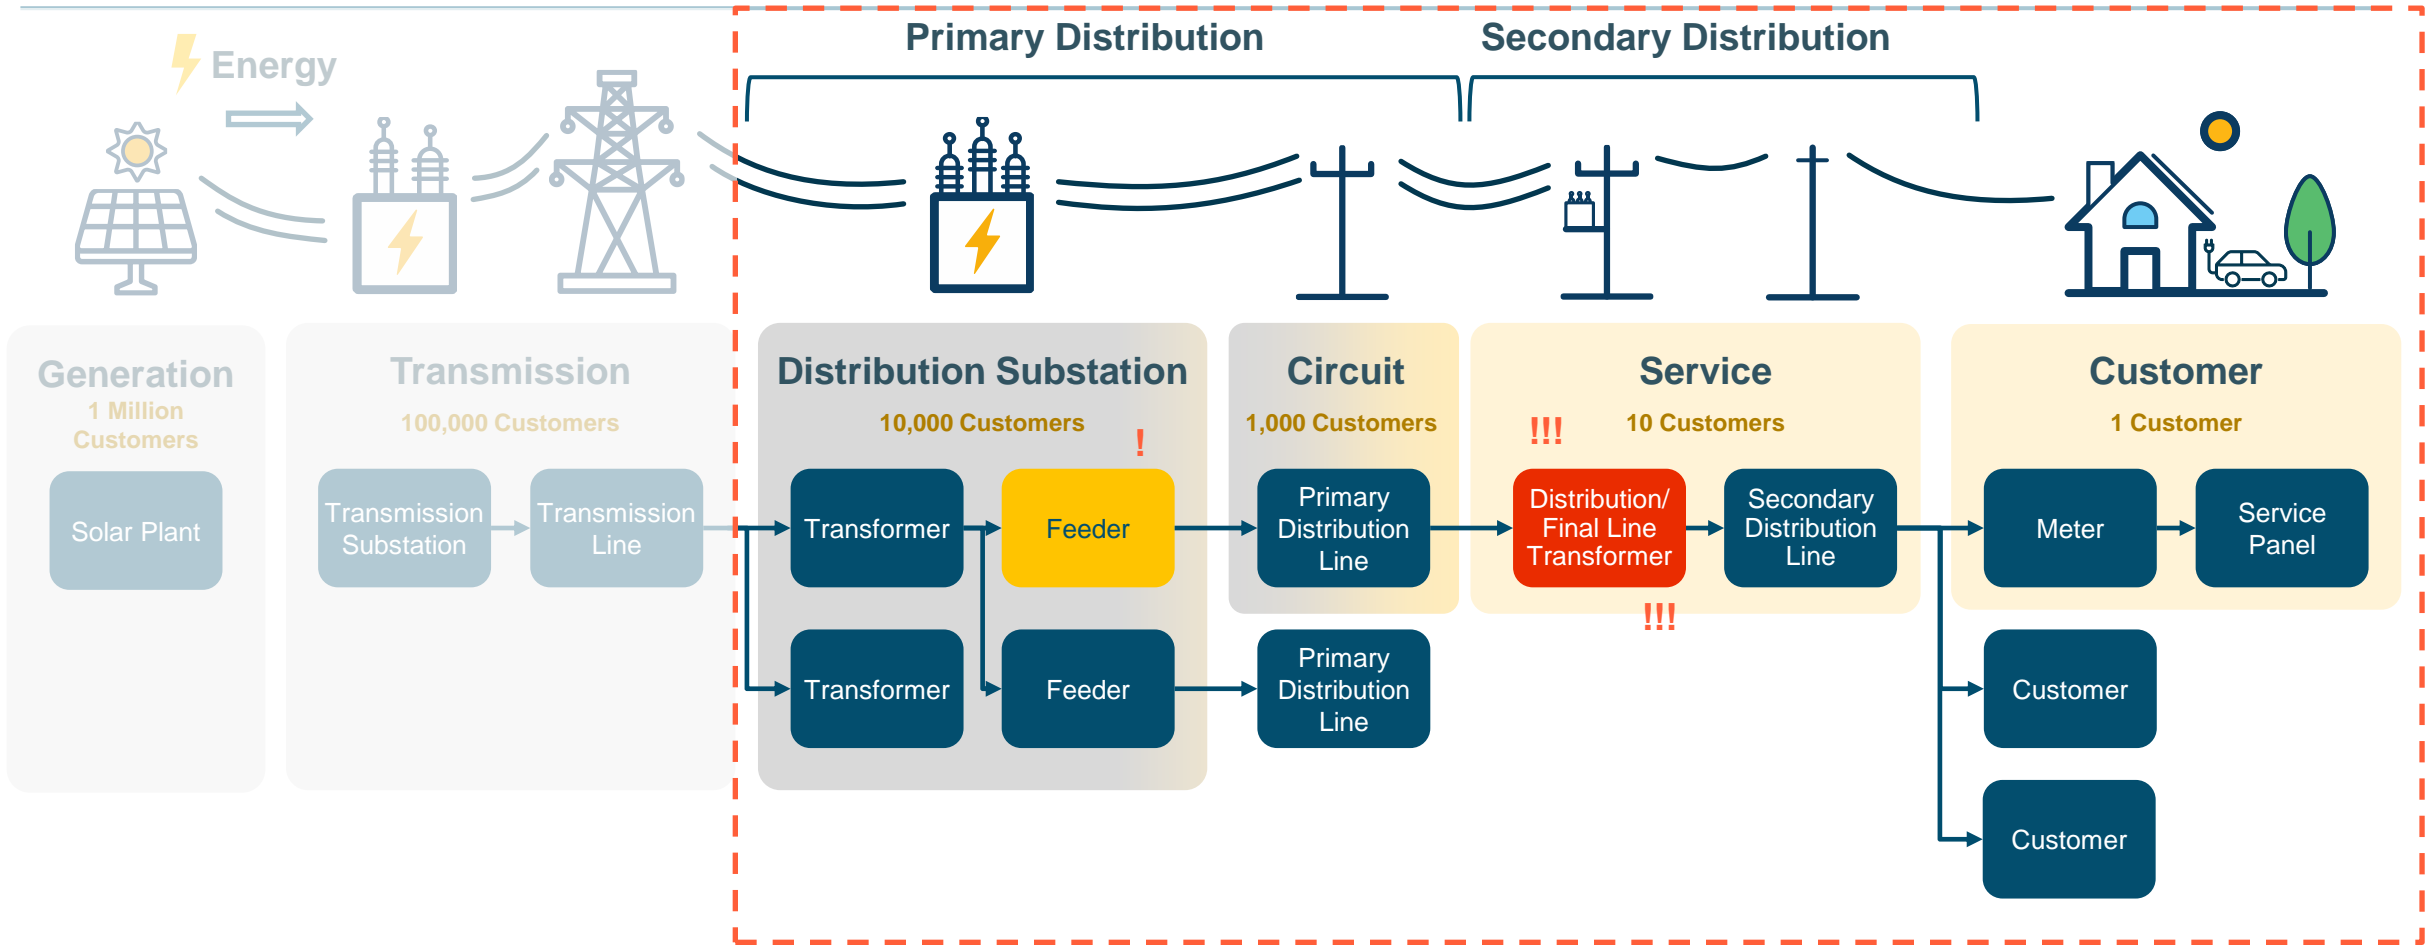 Primary Distribution
Secondary Distribution
Energy
Generation
1 Million
Customers
Solar Plant
Transmission
100,000 Customers
Transmission
Substation
Transmission
Line
Distribution Substation
10,000 Customers
!
Transformer
Feeder
Transformer
Feeder
Circuit
1,000 Customers
Primary
Distribution
Line
Primary
Distribution
Line
Service
10 Customers
!!!
Distribution/
Final Line
Transformer
!!!
Secondary
Distribution
Line
Customer
1 Customer
Meter
Service
Panel
Customer
Customer